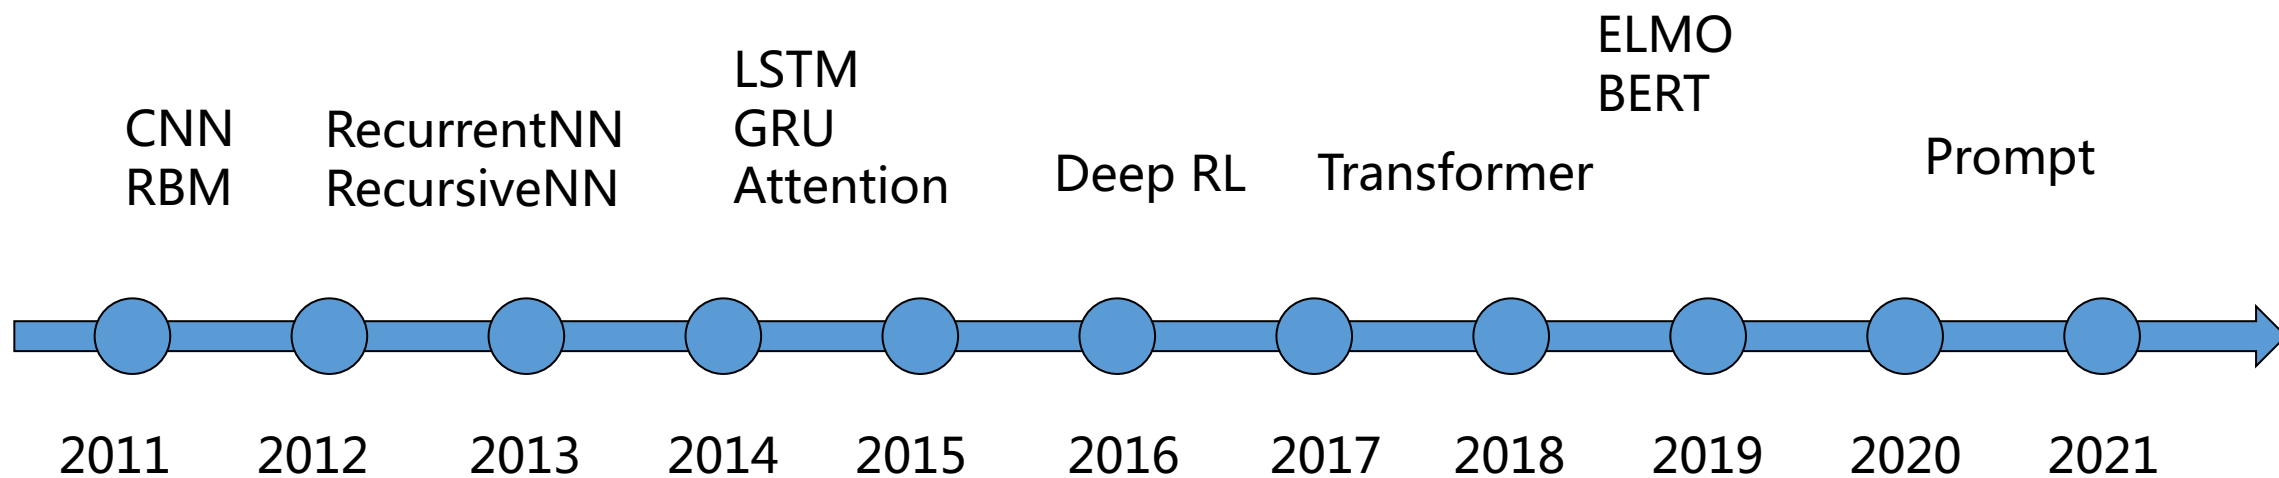 CNN
RBM
RecurrentNN
RecursiveNN
LSTM
GRU
Attention
Deep RL
Transformer
ELMO
BERT
Prompt
2011 2012 2013 2014 2015 2016 2017 2018 2019 2020 2021